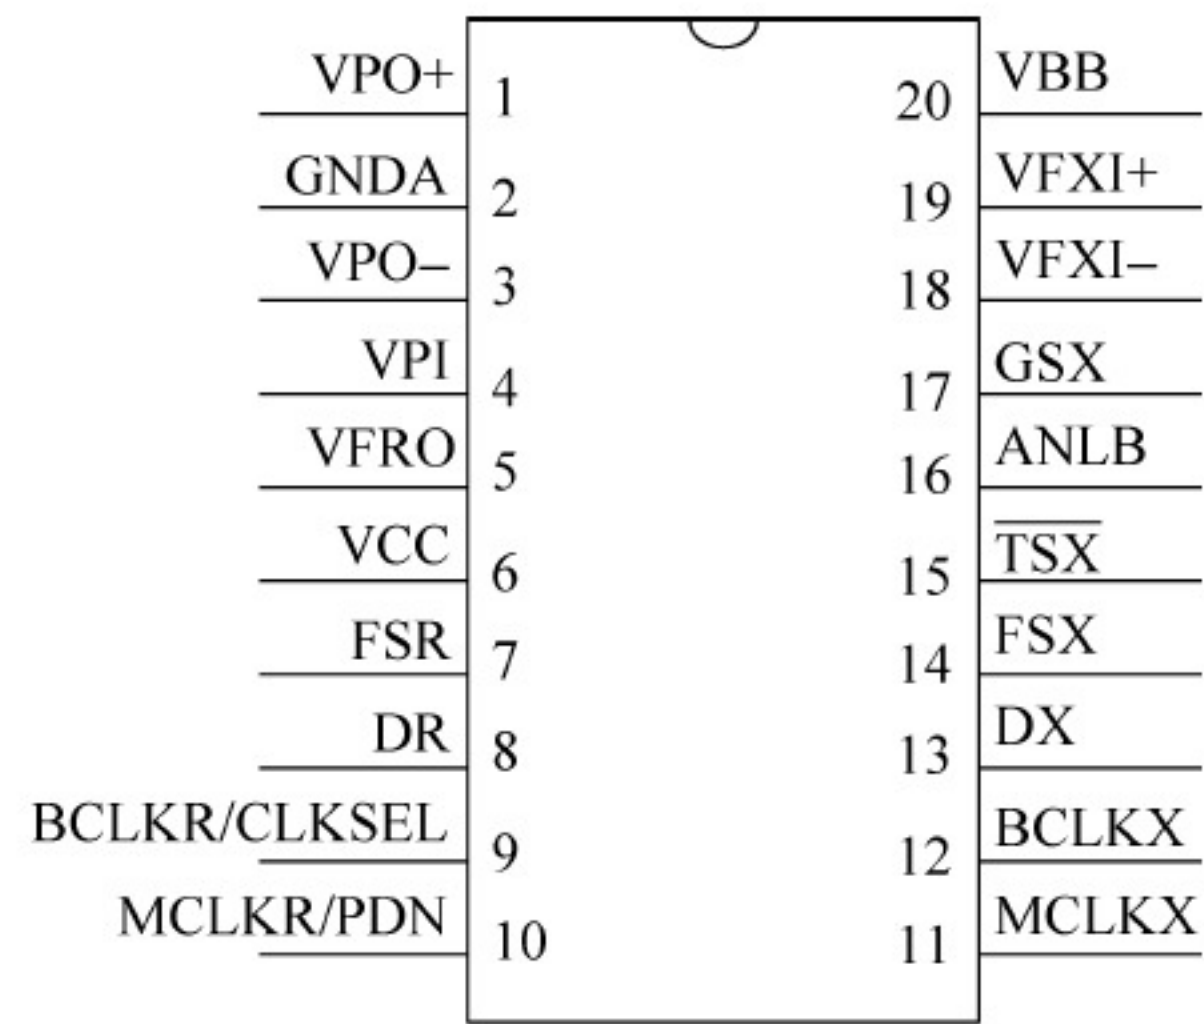 VPO+ 1 20 VBB
GNDA 2 19 VFXI+
VPO– 3 18 VFXI–
VPI 4 17 GSX
VFRO 5 16 ANLB
VCC 6 15 T̅S̅X̅
FSR 7 14 FSX
DR 8 13 DX
BCLKR/CLKSEL 9 12 BCLKX
MCLKR/PDN 10 11 MCLKX